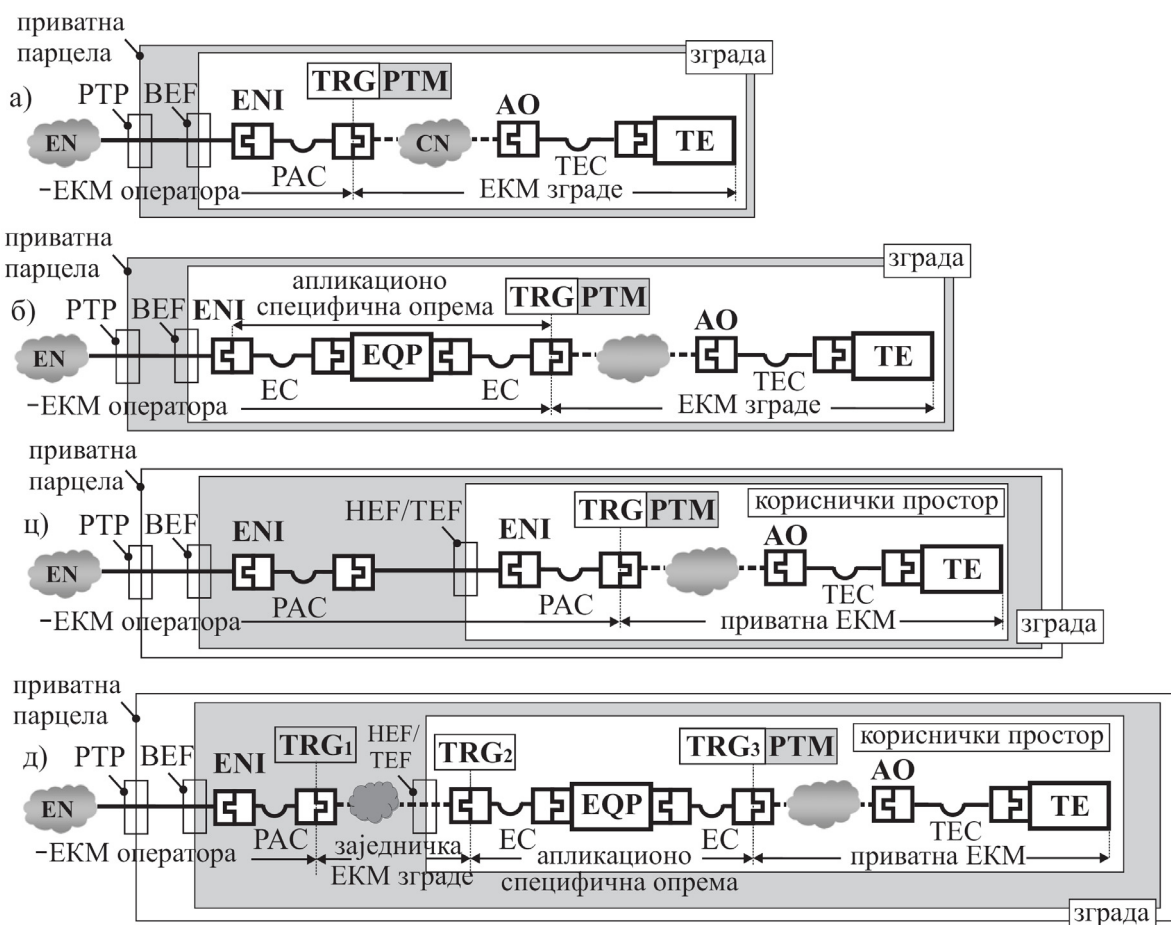 приватна
парцела
зграда
а)
PTP
BEF
ENI
TRG PTM
AO
EN
CN
TE
PAC
TEC
-ЕКМ оператора
ЕКМ зграде
приватна
парцела
зграда
апликационо
специфична опрема
б)
PTP
BEF
ENI
TRG PTM
AO
EN
EQP
TE
EC
EC
TEC
-ЕКМ оператора
ЕКМ зграде
приватна
парцела
кориснички простор
ц)
PTP
BEF
ENI
HEF/TEF
ENI
TRG PTM
AO
EN
TE
PAC
PAC
TEC
-ЕКМ оператора
приватна ЕКМ
зграда
приватна
парцела
кориснички простор
д)
PTP
BEF
ENI
TRG1
HEF/
TEF
TRG2
TRG3 PTM
AO
EN
EQP
TE
PAC
EC
EC
TEC
-ЕКМ оператора
заједничка
ЕКМ зграде
апликационо
специфична опрема
приватна ЕКМ
зграда